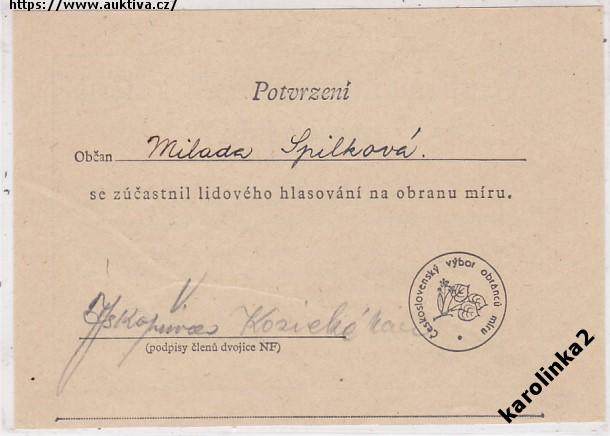 https://www.auktiva.cz/
Potvrzení
Občan Milada Spilková.
se zúčastnil lidového hlasování na obranu míru.
československý výbor obránců míru
(podpisy členů dvojice NF)
karolinka2